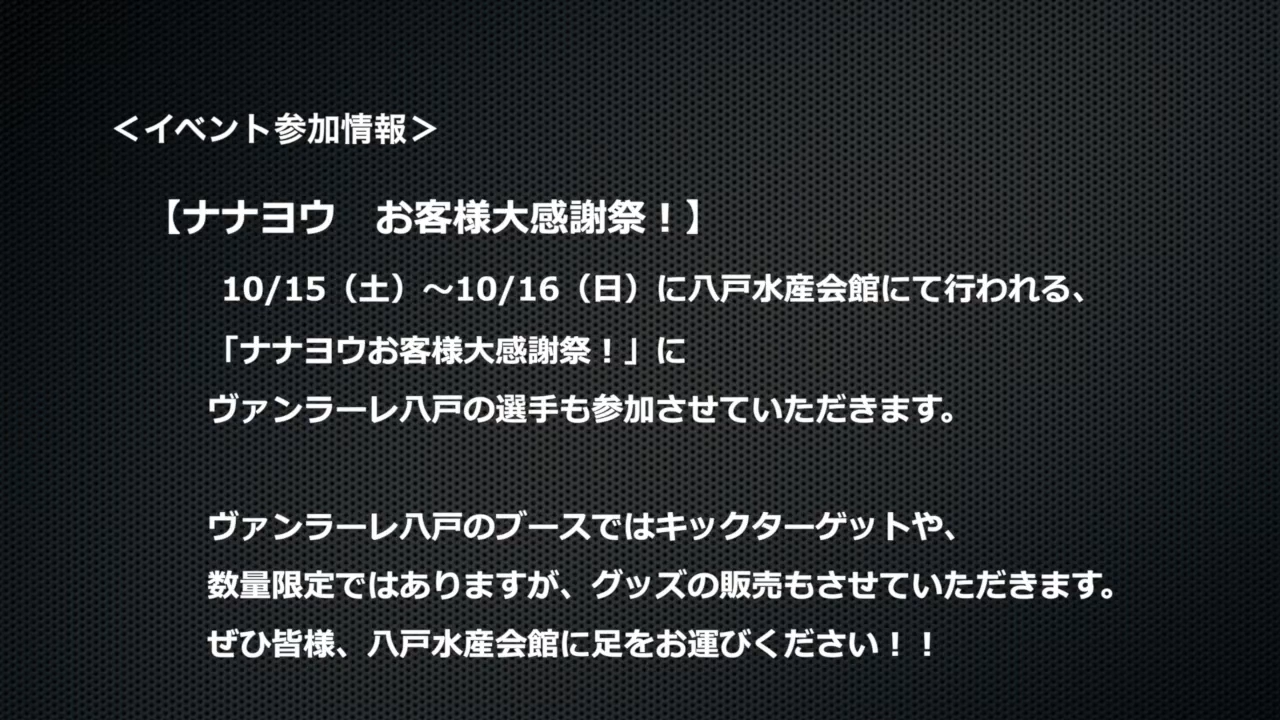 ＜イベント参加情報＞
【ナナヨウ　お客様大感謝祭！】
10/15（土）～10/16（日）に八戸水産会館にて行われる、
「ナナヨウお客様大感謝祭！」に
ヴァンラーレ八戸の選手も参加させていただきます。
ヴァンラーレ八戸のブースではキックターゲットや、
数量限定ではありますが、グッズの販売もさせていただきます。
ぜひ皆様、八戸水産会館に足をお運びください！！